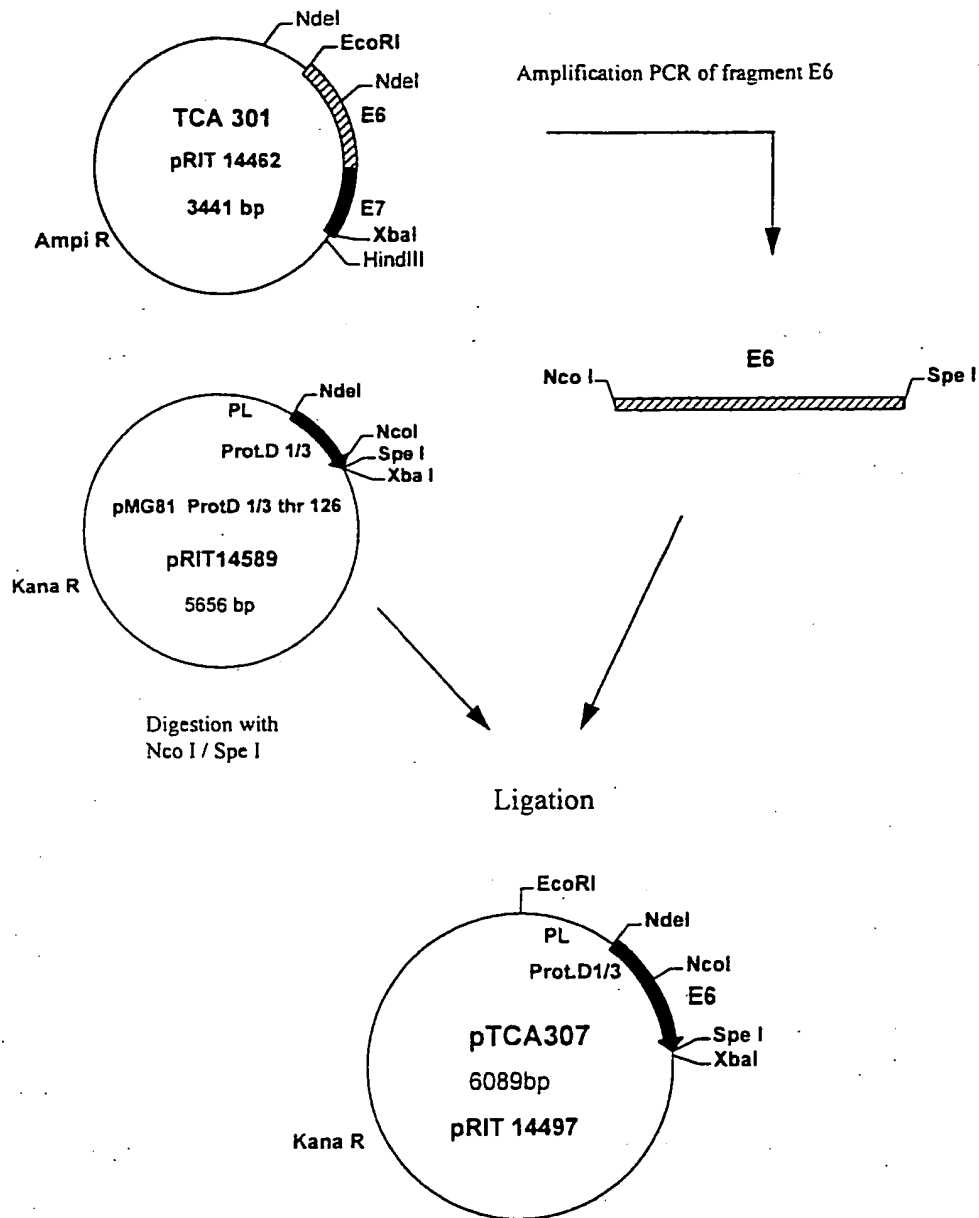 NdeI
EcoRI
NdeI
E6
TCA 301
pRIT 14462
3441 bp
E7
XbaI
HindIII
Ampi R
Amplification PCR of fragment E6
E6
Nco I
Spe I
NdeI
PL
NcoI
Prot.D 1/3
Spe I
Xba I
pMG81 ProtD 1/3 thr 126
pRIT14589
Kana R
5656 bp
Digestion with
Nco I / Spe I
Ligation
EcoRI
PL
NdeI
Prot.D1/3
NcoI
E6
pTCA307
Spe I
XbaI
6089bp
pRIT 14497
Kana R